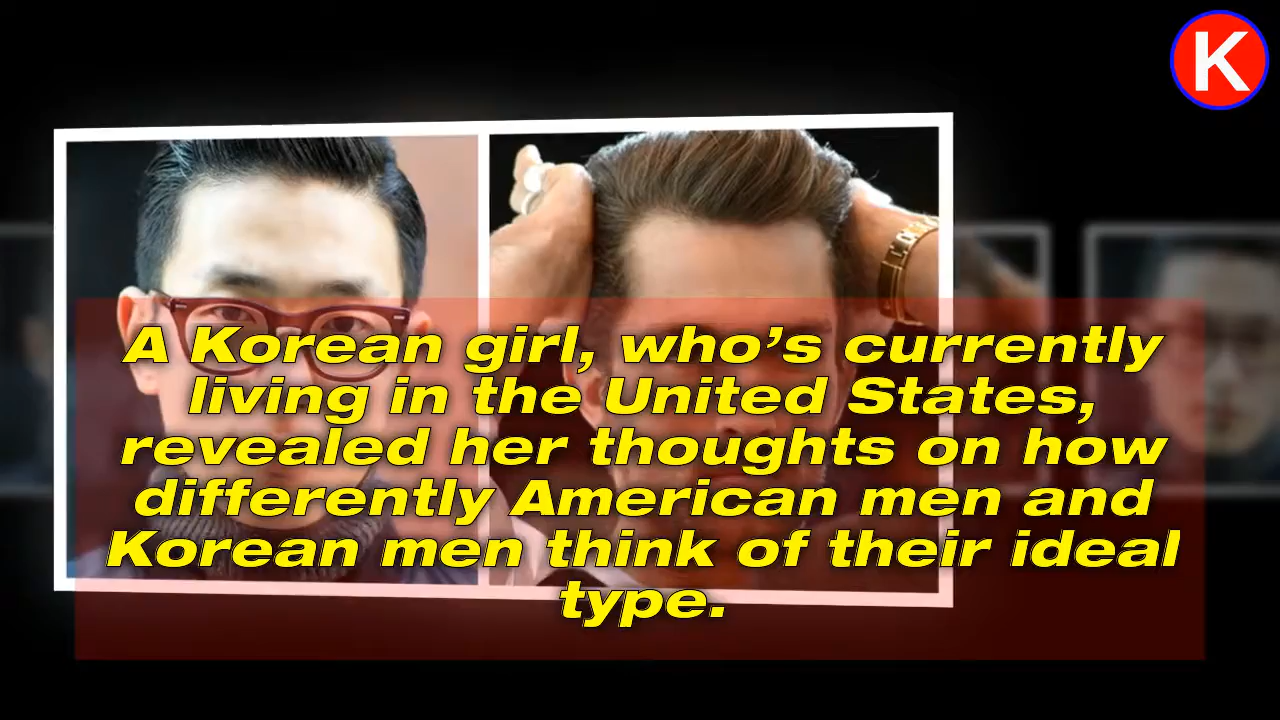 K
A Korean girl, who's currently
living in the United States,
revealed her thoughts on how
differently American men and
Korean men think of their ideal
type.